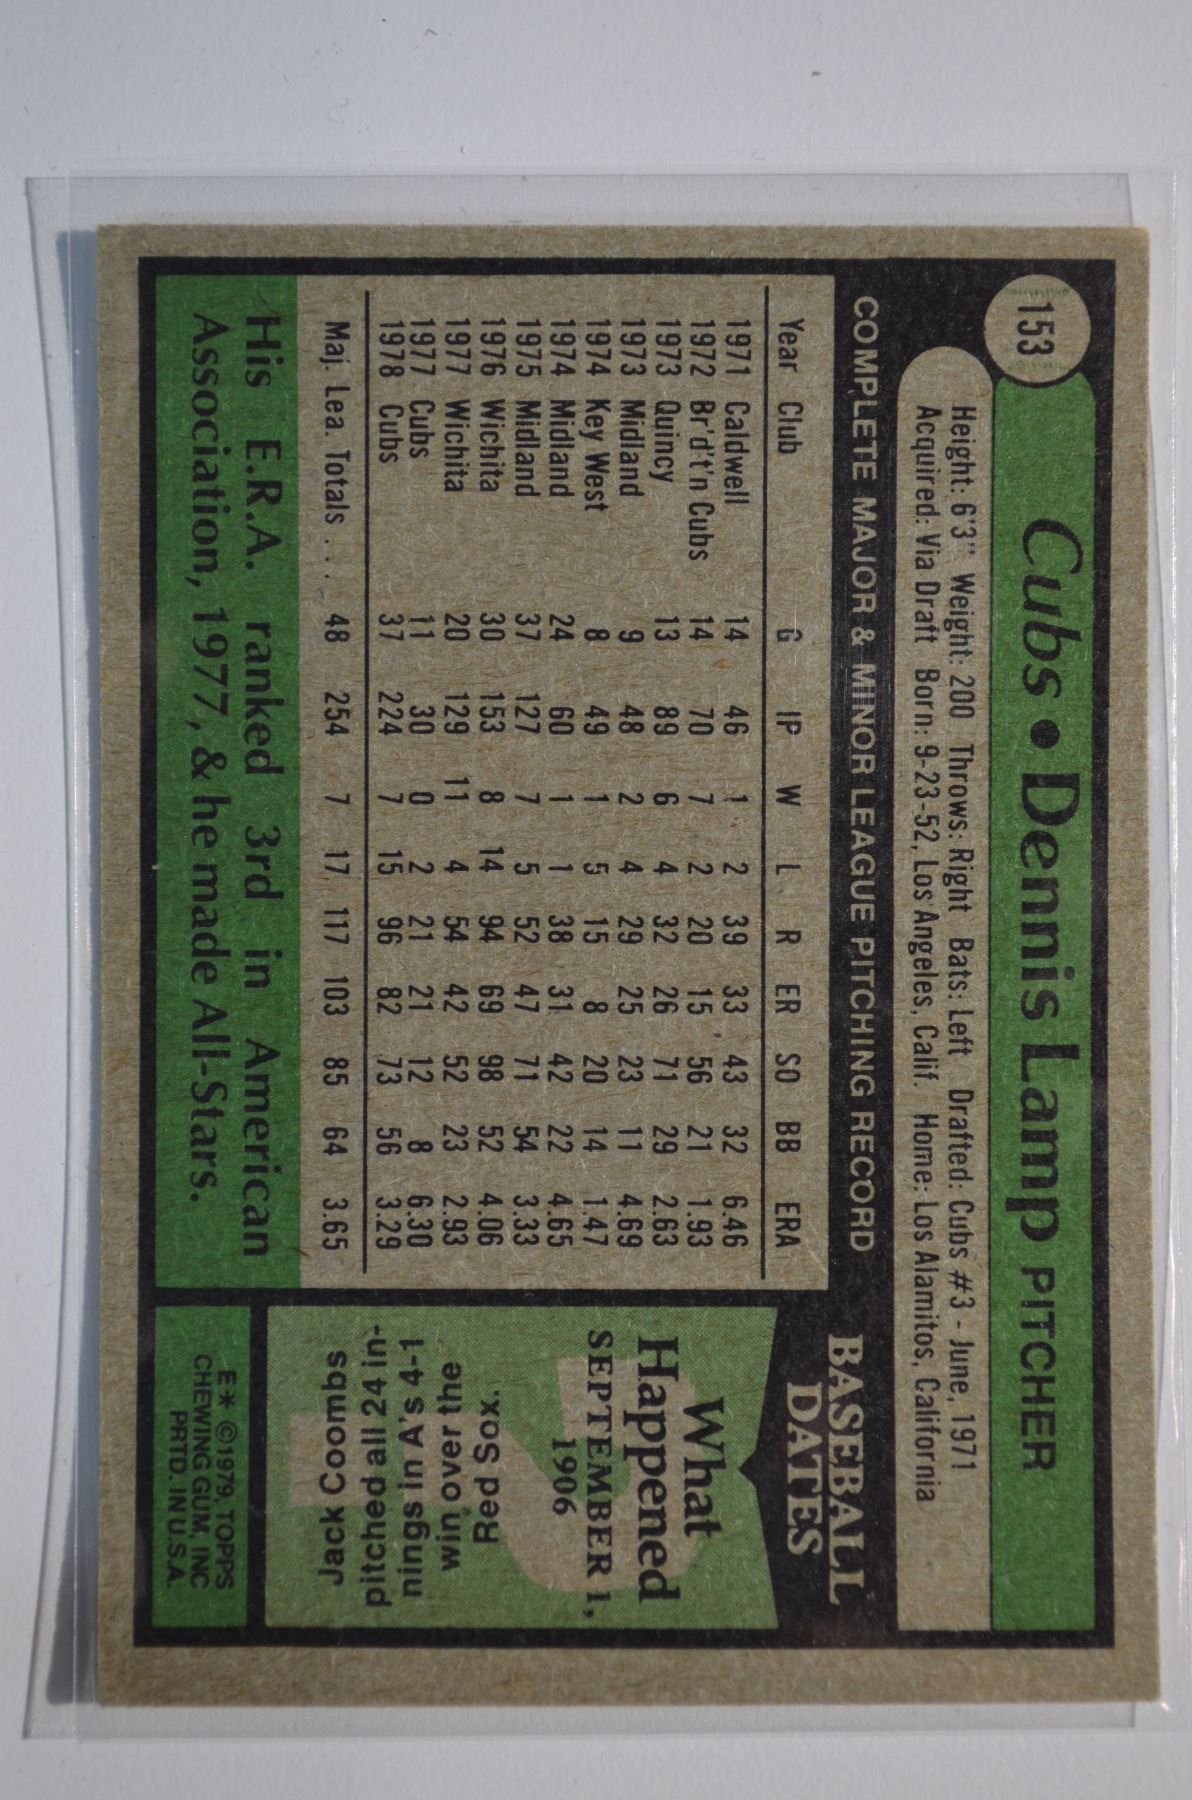 153
Cubs • Dennis Lamp PITCHER
Height: 6'3" Weight: 200 Throws: Right Bats: Left Drafted: Cubs #3 - June, 1971
Acquired: Via Draft Born: 9-23-52, Los Angeles, Calif. Home: Los Alamitos, California
COMPLETE MAJOR & MINOR LEAGUE PITCHING RECORD
Year Club G IP W L R ER SO BB ERA
1971 Caldwell 14 46 1 2 39 33 43 32 6.46
1972 Br'd't'n Cubs 14 70 7 2 20 15 56 21 1.93
1973 Quincy 13 89 6 4 32 26 71 29 2.63
1973 Midland 9 48 2 4 29 25 23 11 4.69
1974 Key West 8 49 1 5 15 8 20 14 1.47
1974 Midland 24 60 1 1 38 31 42 22 4.65
1975 Midland 37 127 7 5 52 47 71 54 3.33
1976 Wichita 30 153 8 14 94 69 98 52 4.06
1977 Wichita 20 129 11 4 54 42 52 23 2.93
1977 Cubs 11 30 0 2 21 21 12 8 6.30
1978 Cubs 37 224 7 15 96 82 73 56 3.29
Maj. Lea. Totals . . . 48 254 7 17 117 103 85 64 3.65
His E.R.A. ranked 3rd in American
Association, 1977, & he made All-Stars.
BASEBALL
DATES
What
Happened
SEPTEMBER 1,
1906
Jack Coombs
pitched all 24 in-
nings in A's 4-1
win over the
Red Sox.
E* ©1979, TOPPS
CHEWING GUM, INC
PRTD. IN U.S.A.